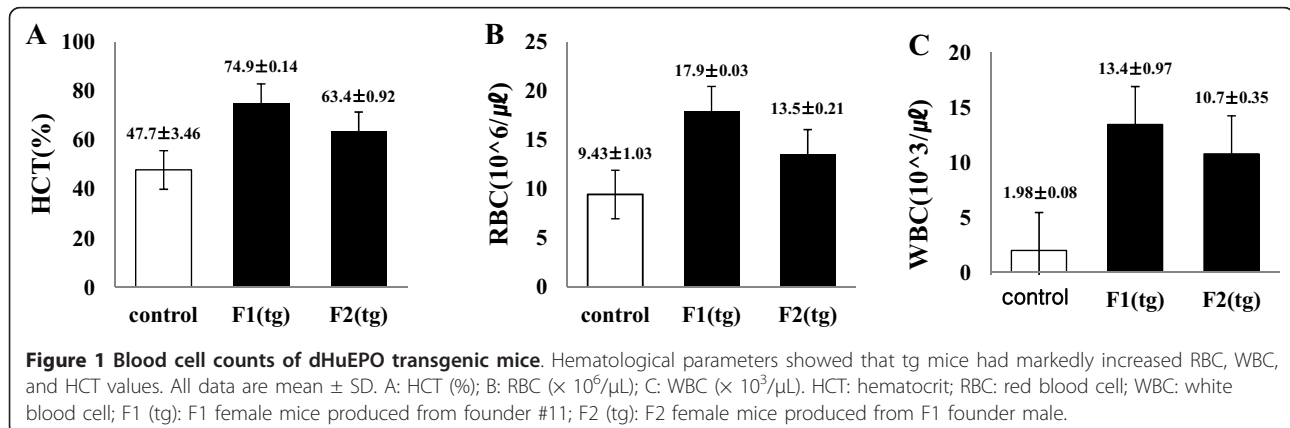 A
HCT(%)
100
80
60
40
20
0
47.7±3.46
74.9±0.14
63.4±0.92
control F1(tg) F2(tg)
B
RBC(10^6/μℓ)
25
20
15
10
5
0
9.43±1.03
17.9±0.03
13.5±0.21
control F1(tg) F2(tg)
C
WBC(10^3/μℓ)
20
15
10
5
0
1.98±0.08
13.4±0.97
10.7±0.35
control F1(tg) F2(tg)
Figure 1 Blood cell counts of dHuEPO transgenic mice. Hematological parameters showed that tg mice had markedly increased RBC, WBC,
and HCT values. All data are mean ± SD. A: HCT (%); B: RBC (× 10⁶/μL); C: WBC (× 10³/μL). HCT: hematocrit; RBC: red blood cell; WBC: white
blood cell; F1 (tg): F1 female mice produced from founder #11; F2 (tg): F2 female mice produced from F1 founder male.